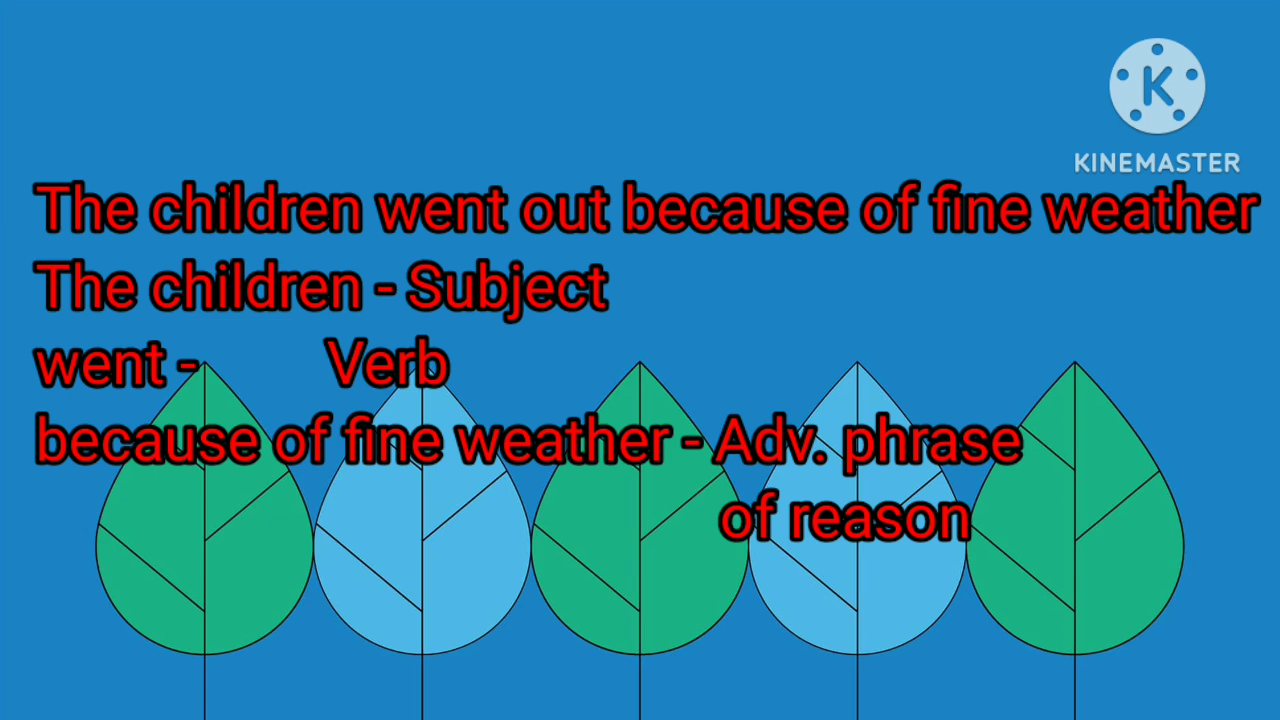 KINEMASTER
The children went out because of fine weather
The children - Subject
went - Verb
because of fine weather - Adv. phrase
of reason